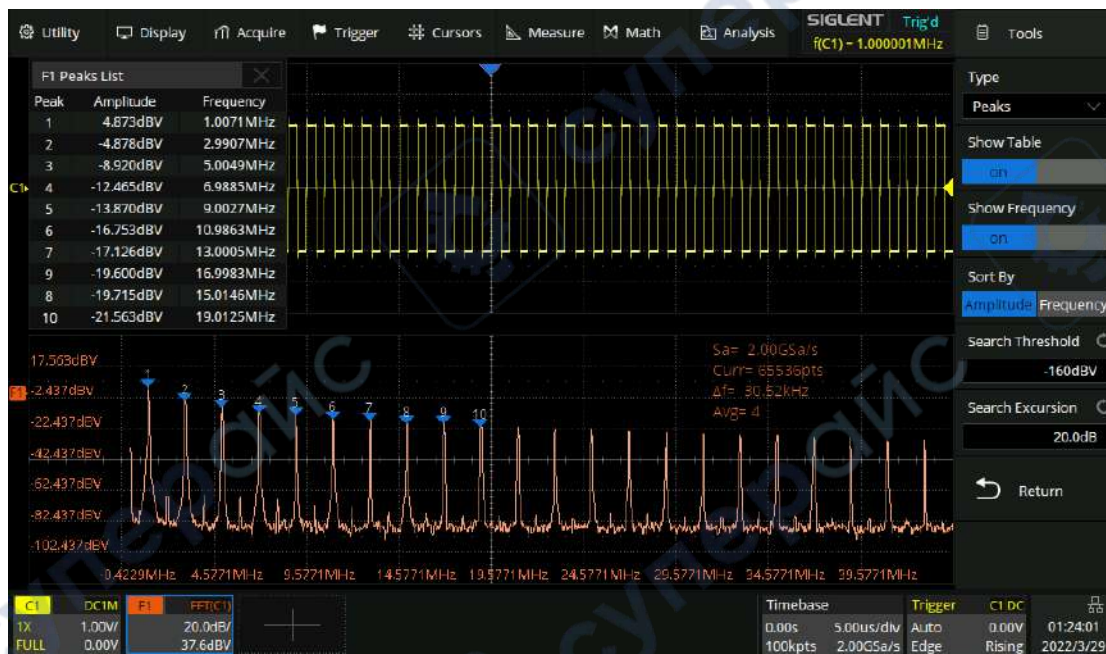 Utility Display Acquire Trigger Cursors Measure Math Analysis
SIGLENT Trig'd
f(C1) = 1.000001MHz
Tools
F1 Peaks List
Peak Amplitude Frequency
1 4.873dBV 1.0071MHz
2 -4.878dBV 2.9907MHz
3 -8.920dBV 5.0049MHz
4 -12.465dBV 6.9885MHz
5 -13.870dBV 9.0027MHz
6 -16.753dBV 10.9863MHz
7 -17.126dBV 13.0005MHz
9 -19.600dBV 16.9983MHz
8 -19.715dBV 15.0146MHz
10 -21.563dBV 19.0125MHz
C1
Type
Peaks
Show Table
on
Show Frequency
on
Sort By
Amplitude Frequency
Search Threshold
-160dBV
Search Excursion
20.0dB
Return
Sa= 2.00GSa/s
Curr= 65536pts
Δf= 30.52kHz
Avg= 4
17.563dBV
F1 -2.437dBV
-22.437dBV
-42.437dBV
-62.437dBV
-82.437dBV
-102.437dBV
1 2 3 4 5 6 7 8 9 10
-0.4229MHz 4.5771MHz 9.5771MHz 14.5771MHz 19.5771MHz 24.5771MHz 29.5771MHz 34.5771MHz 39.5771MHz
C1 DC1M
1X 1.00V/
FULL 0.00V
F1 FFT(C1)
20.0dB/
37.6dBV
Timebase
0.00s 5.00us/div
100kpts 2.00GSa/s
Trigger C1 DC
Auto 0.00V
Edge Rising
01:24:01
2022/3/29
супер
супер айс
супер айс
супер